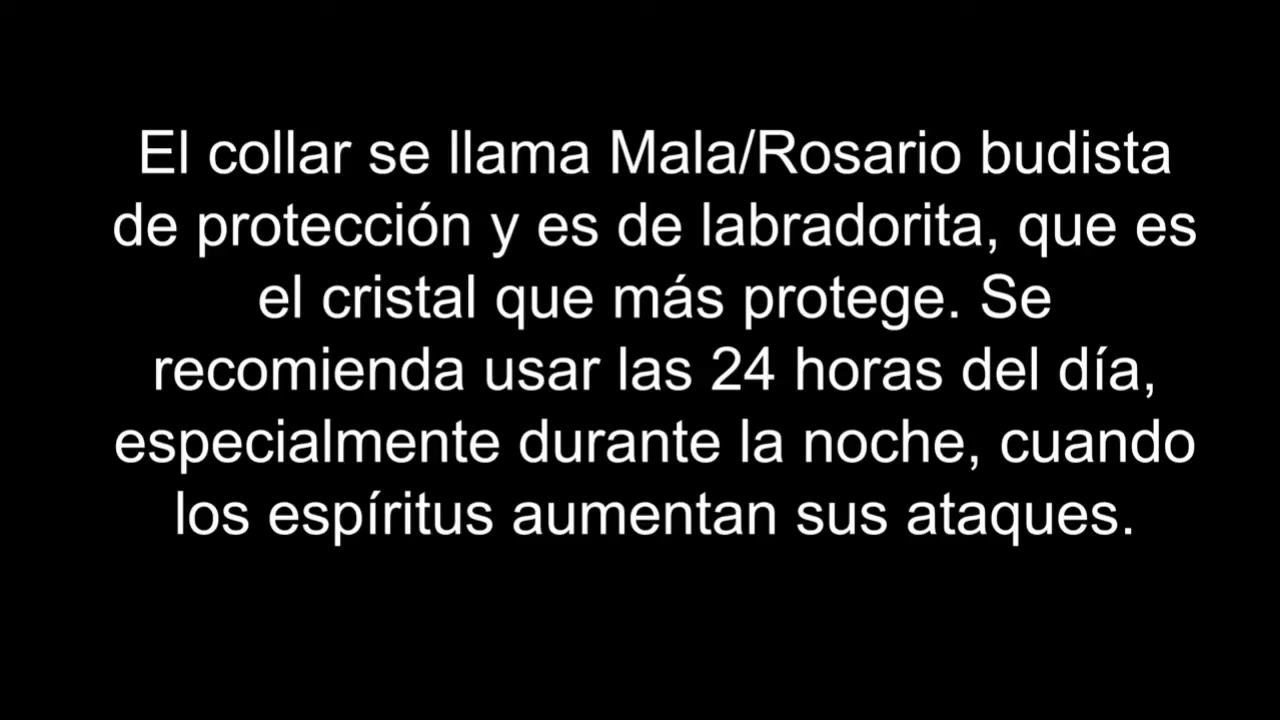 El collar se llama Mala/Rosario budista
de protección y es de labradorita, que es
el cristal que más protege. Se
recomienda usar las 24 horas del día,
especialmente durante la noche, cuando
los espíritus aumentan sus ataques.